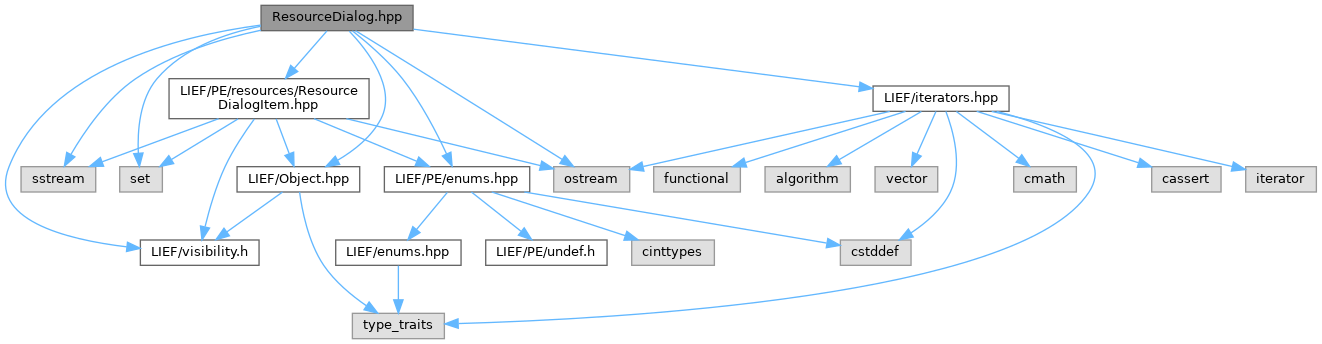 ResourceDialog.hpp
LIEF/PE/resources/Resource
DialogItem.hpp
LIEF/iterators.hpp
sstream
set
LIEF/Object.hpp
LIEF/PE/enums.hpp
ostream
functional
algorithm
vector
cmath
cassert
iterator
LIEF/visibility.h
LIEF/enums.hpp
LIEF/PE/undef.h
cinttypes
cstddef
type_traits